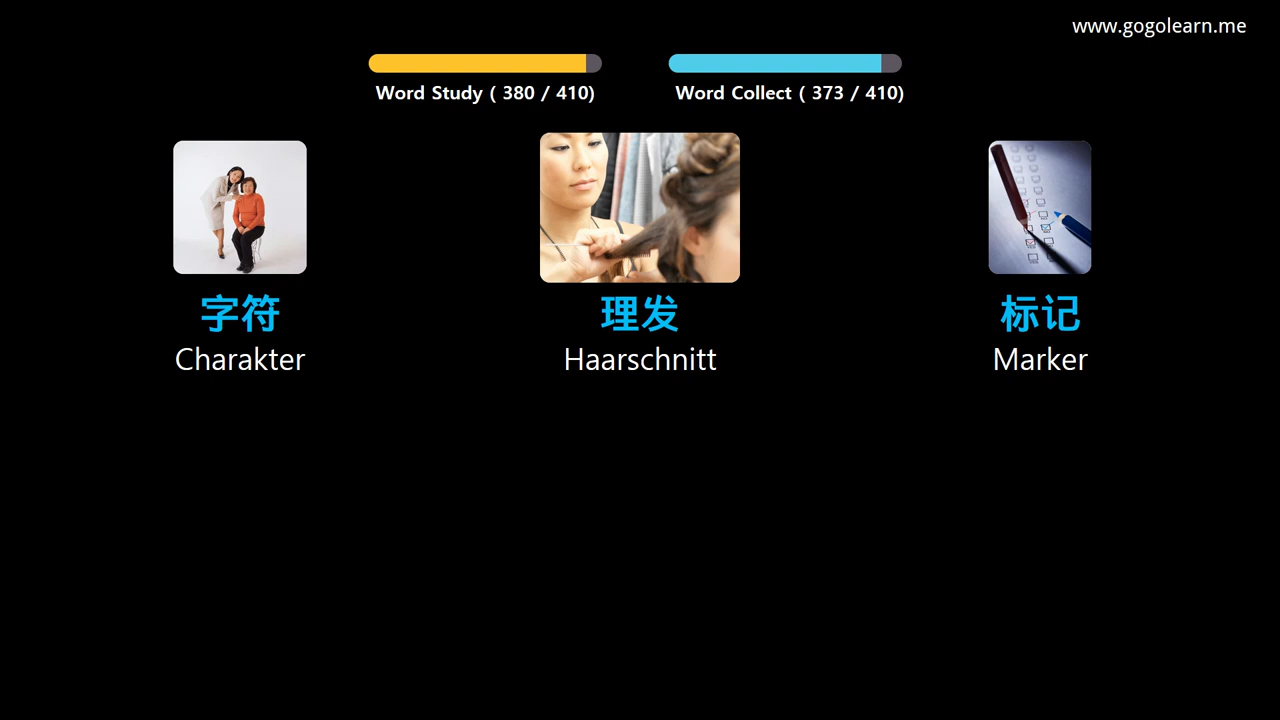 www.gogolearn.me
Word Study ( 380 / 410)
Word Collect ( 373 / 410)
字符
Charakter
理发
Haarschnitt
标记
Marker